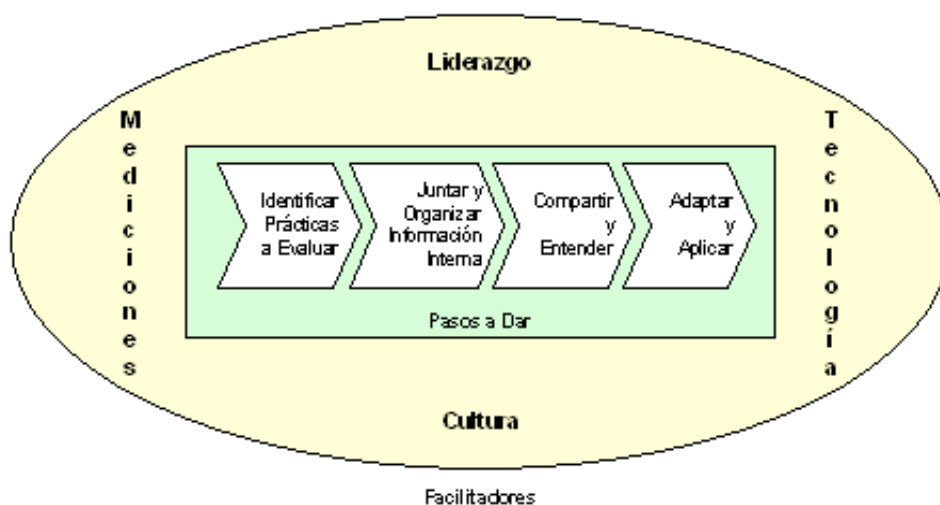 Liderazgo
Mediciones
Identificar
Prácticas
a Evaluar
Juntar y
Organizar
Información
Interna
Compartir
y
Entender
Adaptar
y
Aplicar
Tecnología
Pasos a Dar
Cultura
Facilitadores